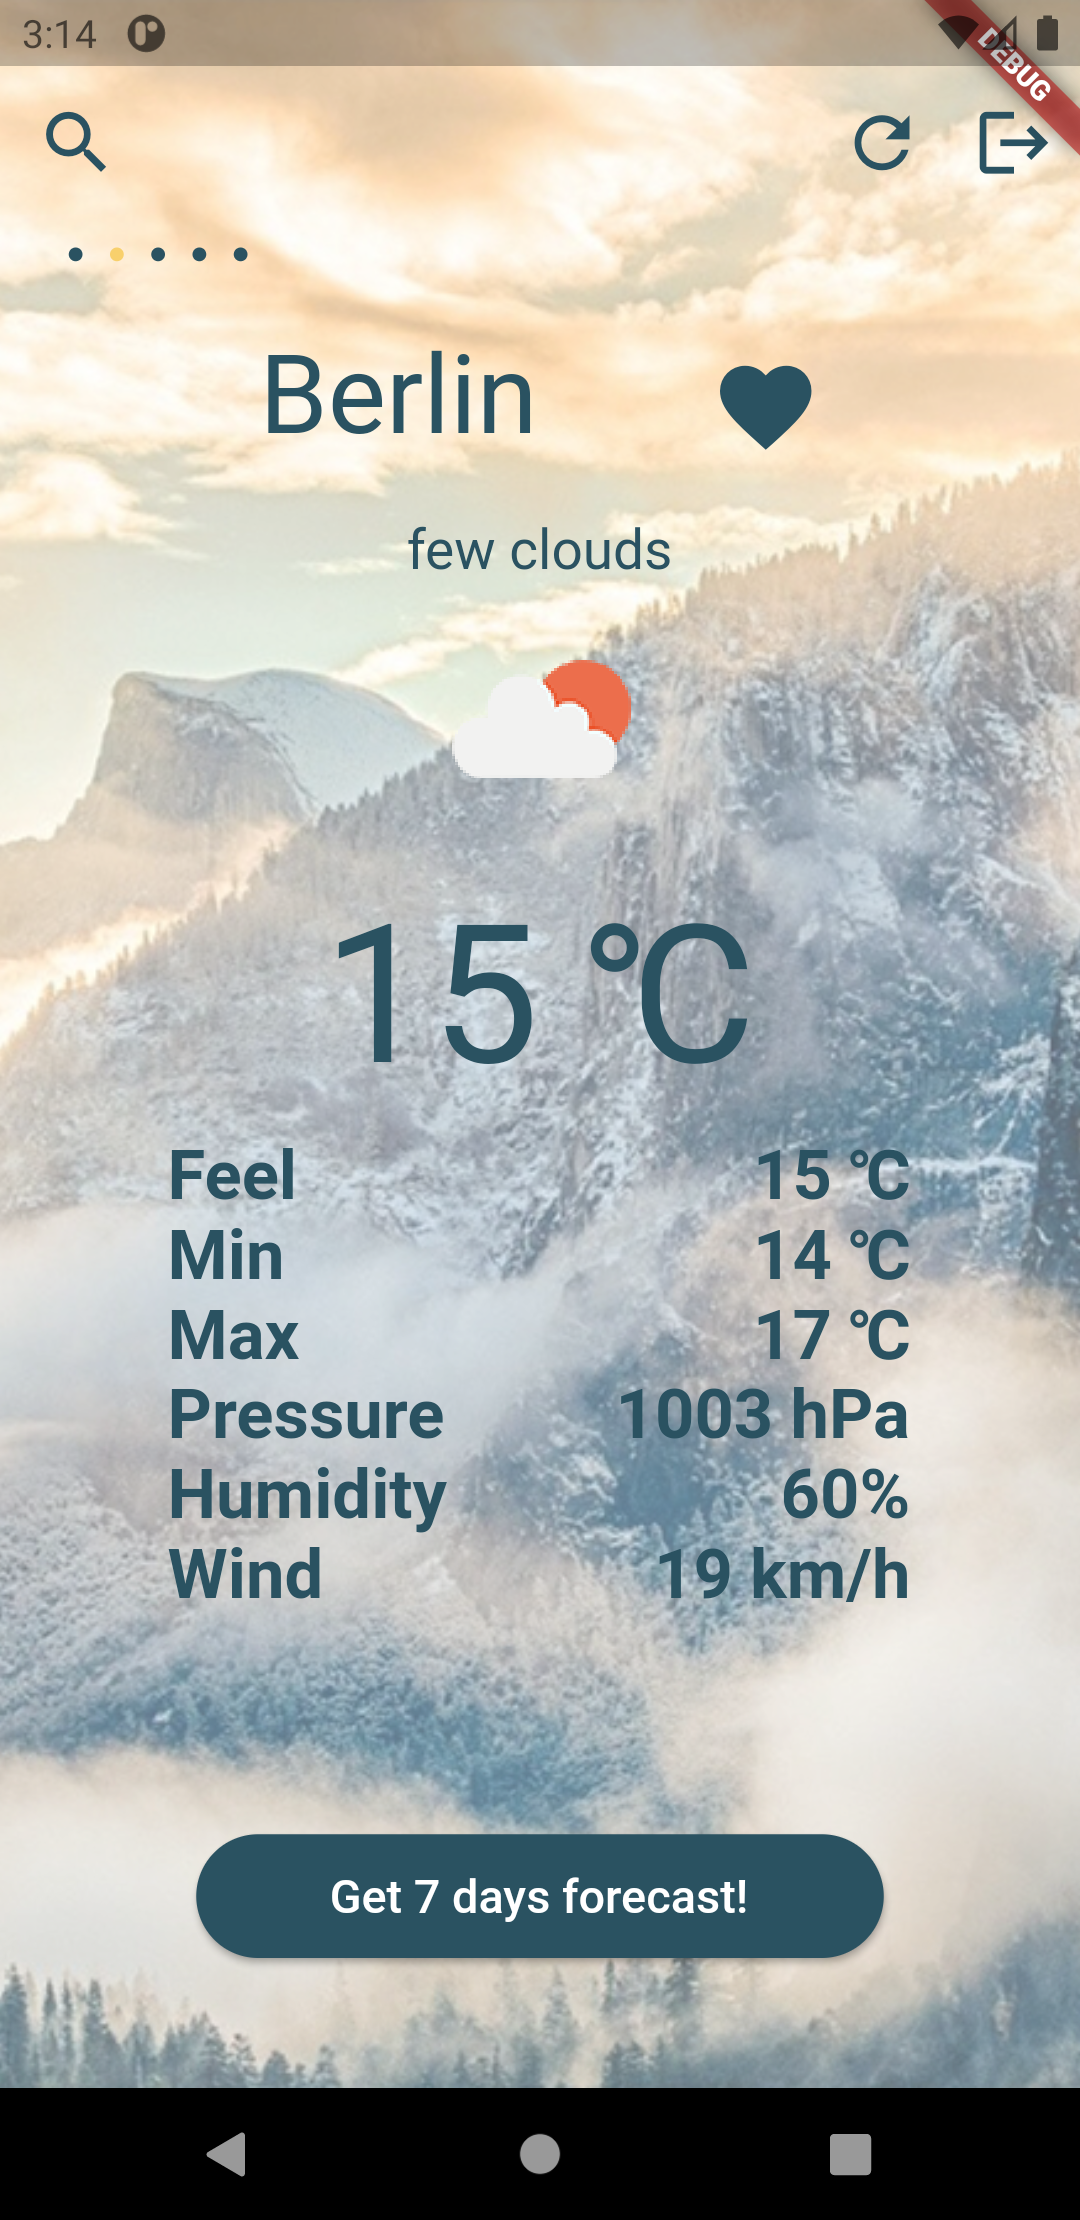 3:14
DEBUG
Berlin
few clouds
15 °C
Feel 15 °C
Min 14 °C
Max 17 °C
Pressure 1003 hPa
Humidity 60%
Wind 19 km/h
Get 7 days forecast!